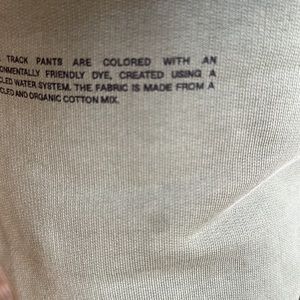 TRACK PANTS ARE COLORED WITH AN
ONMENTALLY FRIENDLY DYE, CREATED USING A
CLED WATER SYSTEM. THE FABRIC IS MADE FROM A
CLED AND ORGANIC COTTON MIX.